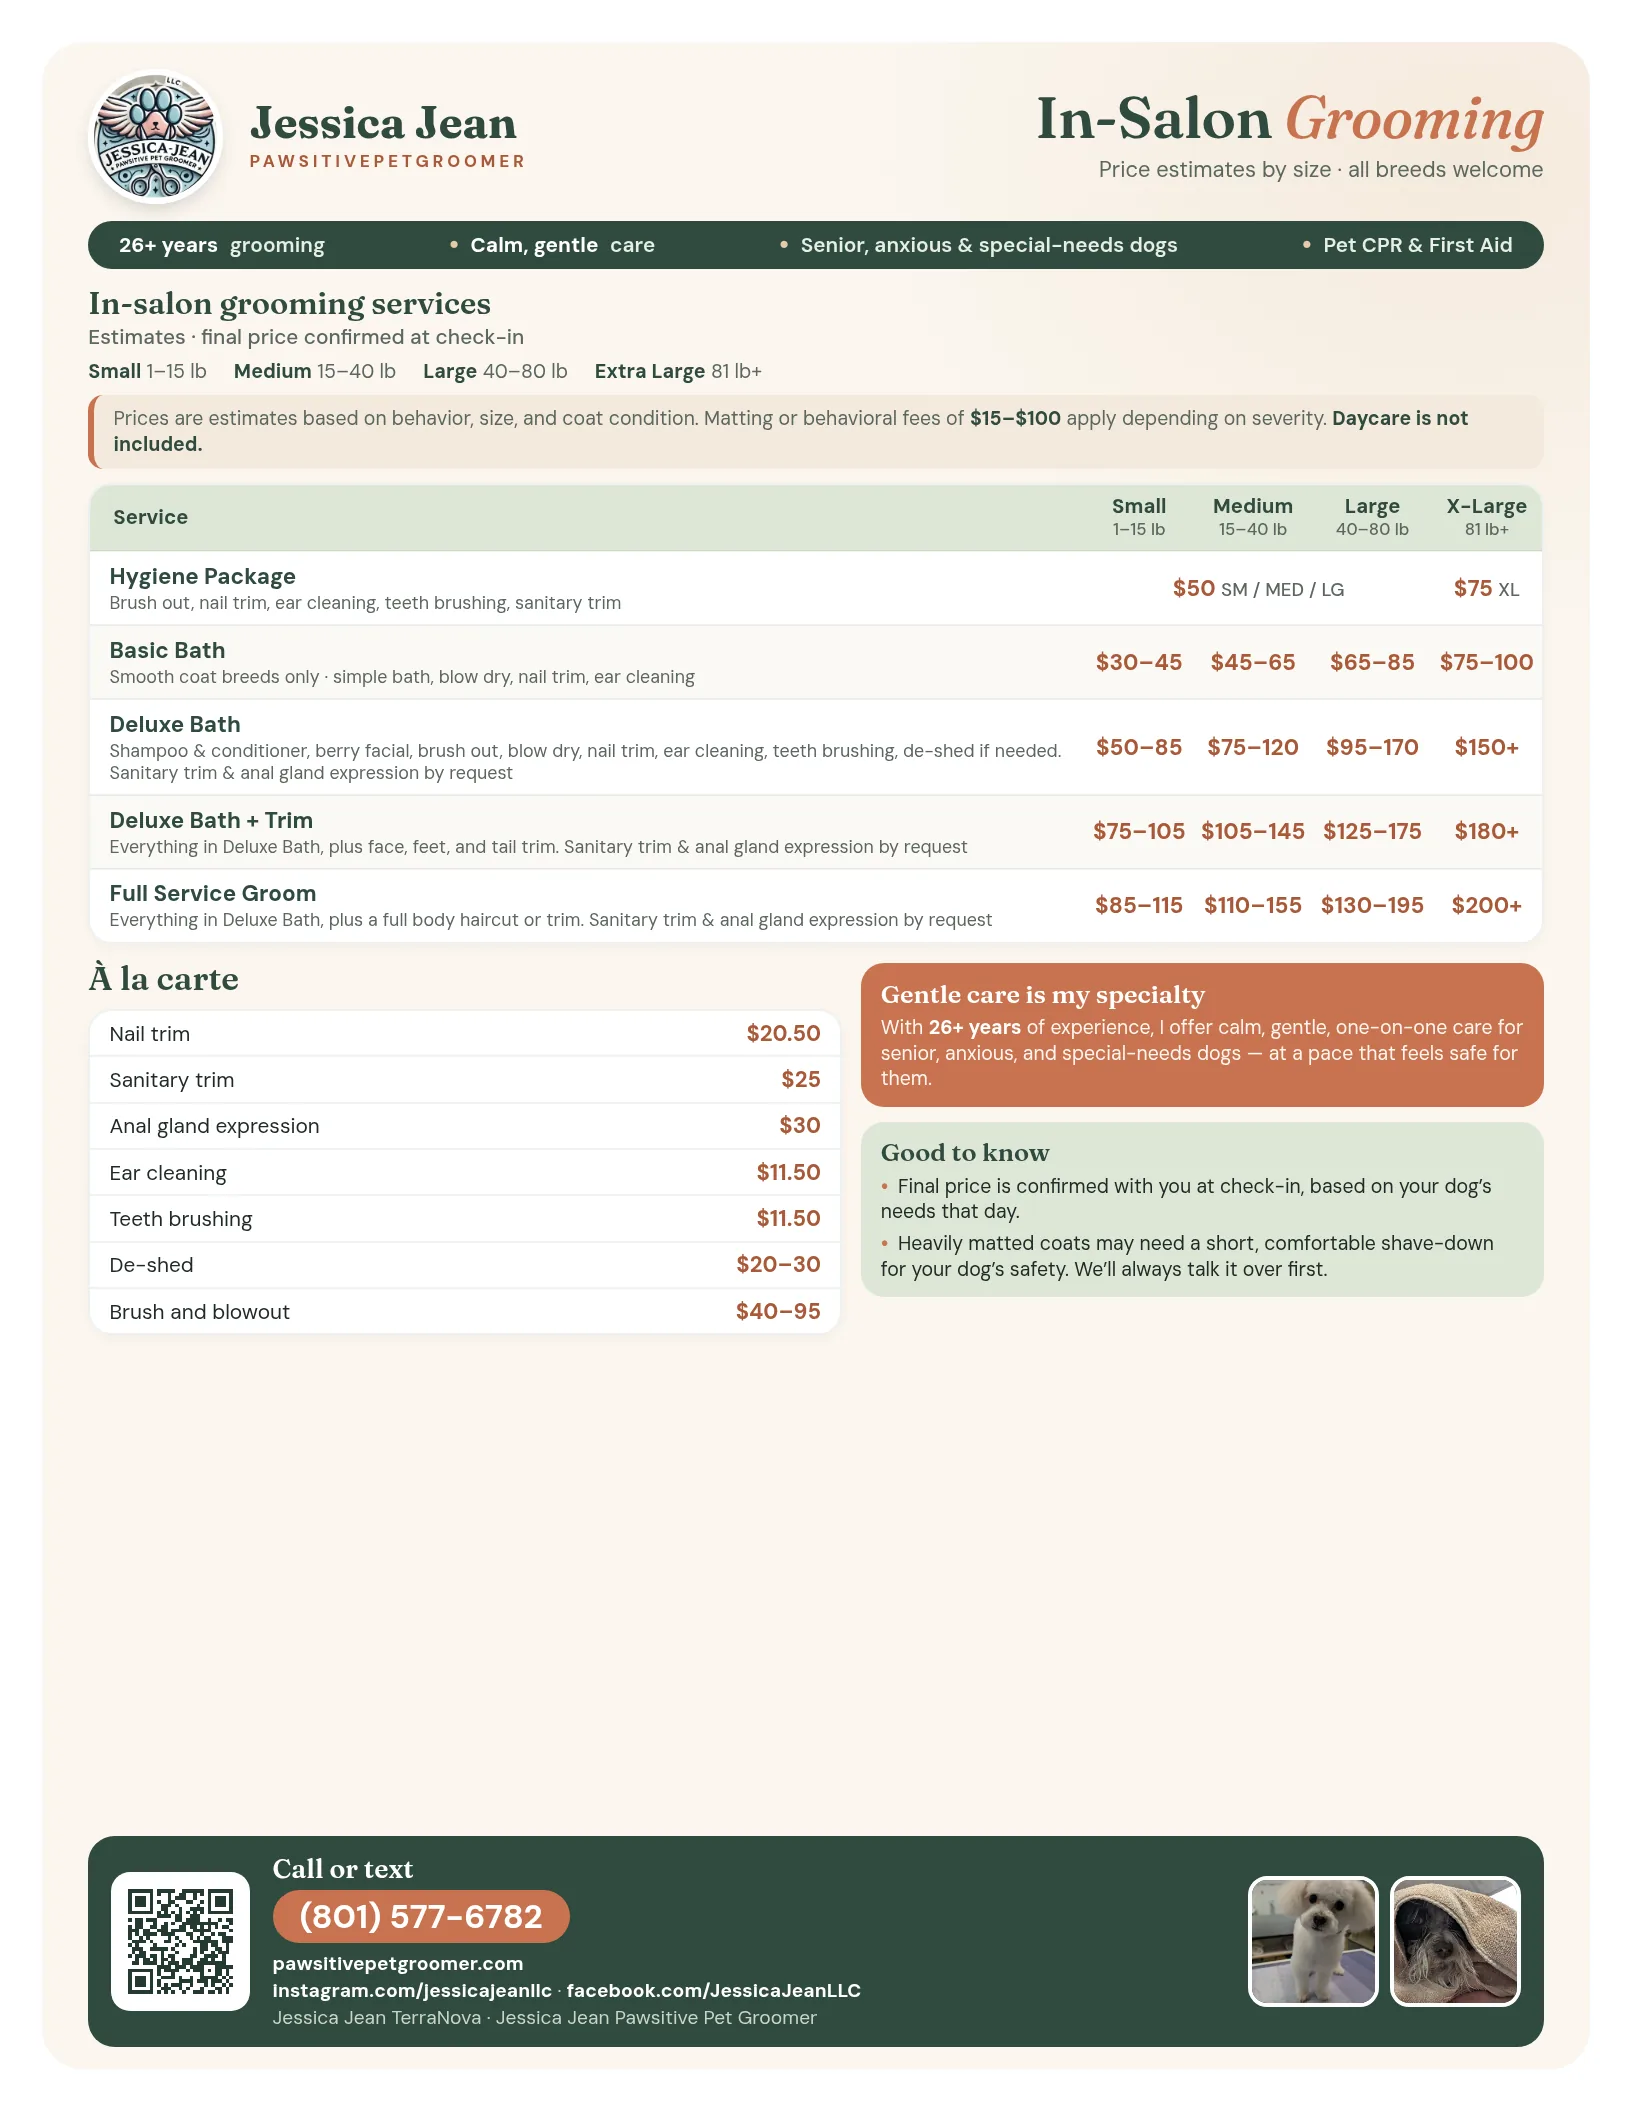 LLC
JESSICA-JEAN
PAWSITIVE PET GROOMER
Jessica Jean
PAWSITIVEPETGROOMER
In-Salon Grooming
Price estimates by size · all breeds welcome
26+ years grooming • Calm, gentle care • Senior, anxious & special-needs dogs • Pet CPR & First Aid
In-salon grooming services
Estimates · final price confirmed at check-in
Small 1–15 lb Medium 15–40 lb Large 40–80 lb Extra Large 81 lb+
Prices are estimates based on behavior, size, and coat condition. Matting or behavioral fees of $15–$100 apply depending on severity. Daycare is not
included.
Service Small Medium Large X-Large
1–15 lb 15–40 lb 40–80 lb 81 lb+
Hygiene Package
Brush out, nail trim, ear cleaning, teeth brushing, sanitary trim
$50 SM / MED / LG $75 XL
Basic Bath
Smooth coat breeds only · simple bath, blow dry, nail trim, ear cleaning
$30–45 $45–65 $65–85 $75–100
Deluxe Bath
Shampoo & conditioner, berry facial, brush out, blow dry, nail trim, ear cleaning, teeth brushing, de-shed if needed.
Sanitary trim & anal gland expression by request
$50–85 $75–120 $95–170 $150+
Deluxe Bath + Trim
Everything in Deluxe Bath, plus face, feet, and tail trim. Sanitary trim & anal gland expression by request
$75–105 $105–145 $125–175 $180+
Full Service Groom
Everything in Deluxe Bath, plus a full body haircut or trim. Sanitary trim & anal gland expression by request
$85–115 $110–155 $130–195 $200+
À la carte
Nail trim $20.50
Sanitary trim $25
Anal gland expression $30
Ear cleaning $11.50
Teeth brushing $11.50
De-shed $20–30
Brush and blowout $40–95
Gentle care is my specialty
With 26+ years of experience, I offer calm, gentle, one-on-one care for
senior, anxious, and special-needs dogs — at a pace that feels safe for
them.
Good to know
• Final price is confirmed with you at check-in, based on your dog’s
needs that day.
• Heavily matted coats may need a short, comfortable shave-down
for your dog’s safety. We’ll always talk it over first.
Call or text
(801) 577-6782
pawsitivepetgroomer.com
instagram.com/jessicajeanllc · facebook.com/JessicaJeanLLC
Jessica Jean TerraNova · Jessica Jean Pawsitive Pet Groomer